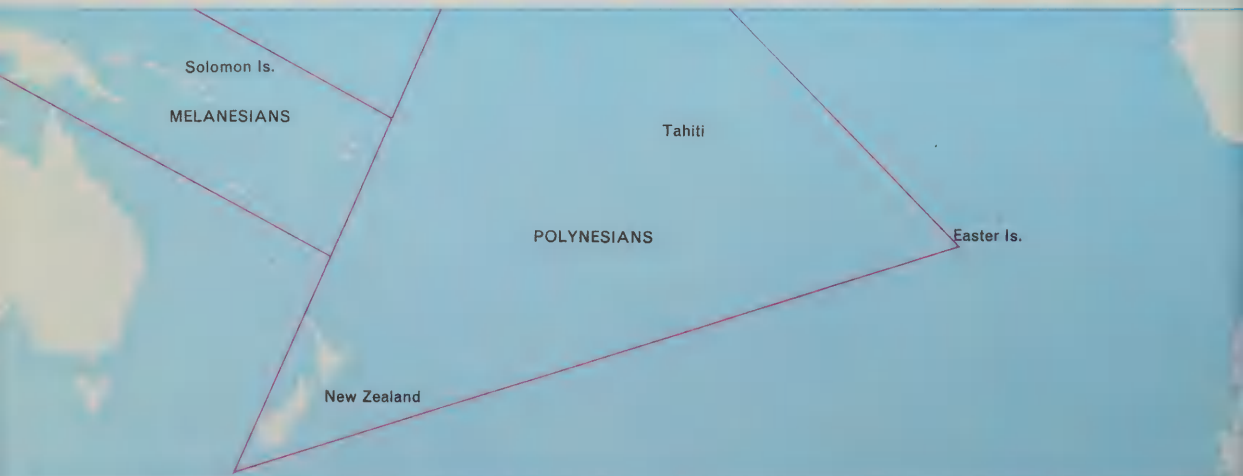 Solomon Is.
MELANESIANS
Tahiti
POLYNESIANS
Easter Is.
New Zealand